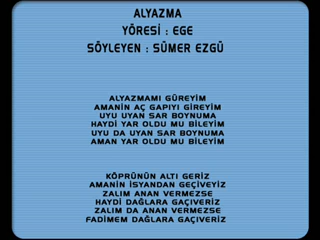 ALYAZMA
YÖRESİ : EGE
SÖYLEYEN : SÜMER EZGÜ
ALYAZMAMI GÜREYİM
AMANİN AÇ GAPIYI GİREYİM
UYU UYAN SAR BOYNUMA
HAYDİ YAR OLDU MU BİLEYİM
UYU DA UYAN SAR BOYNUMA
AMAN YAR OLDU MU BİLEYİM
KÖPRÜNÜN ALTI GERİZ
AMANİN İSYANDAN GEÇİVEYİZ
ZALIM ANAN VERMEZSE
HAYDİ DAĞLARA GAÇIVERİZ
ZALIM DA ANAN VERMEZSE
FADİMEM DAĞLARA GAÇIVERİZ